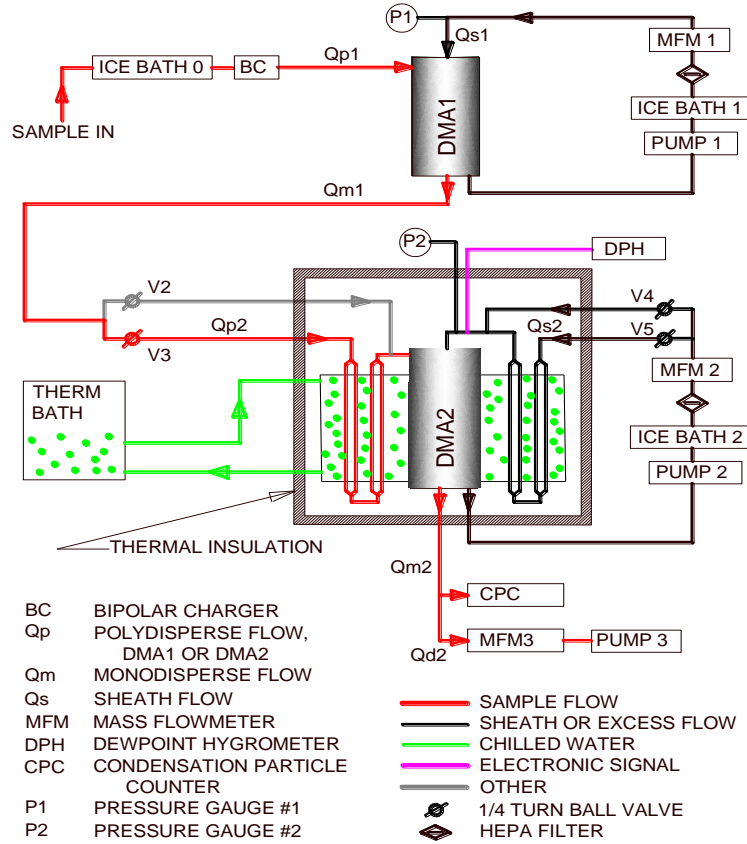 P1
Qs1
MFM 1
Qp1
ICE BATH 0
BC
SAMPLE IN
DMA1
ICE BATH 1
PUMP 1
Qm1
P2
DPH
V2
V4
Qp2
Qs2
V5
V3
MFM 2
THERM
BATH
DMA2
ICE BATH 2
PUMP 2
THERMAL INSULATION
Qm2
CPC
Qd2
MFM3
PUMP 3
BC BIPOLAR CHARGER
Qp POLYDISPERSE FLOW,
DMA1 OR DMA2
Qm MONODISPERSE FLOW
Qs SHEATH FLOW
MFM MASS FLOWMETER
DPH DEWPOINT HYGROMETER
CPC CONDENSATION PARTICLE
COUNTER
P1 PRESSURE GAUGE #1
P2 PRESSURE GAUGE #2
SAMPLE FLOW
SHEATH OR EXCESS FLOW
CHILLED WATER
ELECTRONIC SIGNAL
OTHER
1/4 TURN BALL VALVE
HEPA FILTER